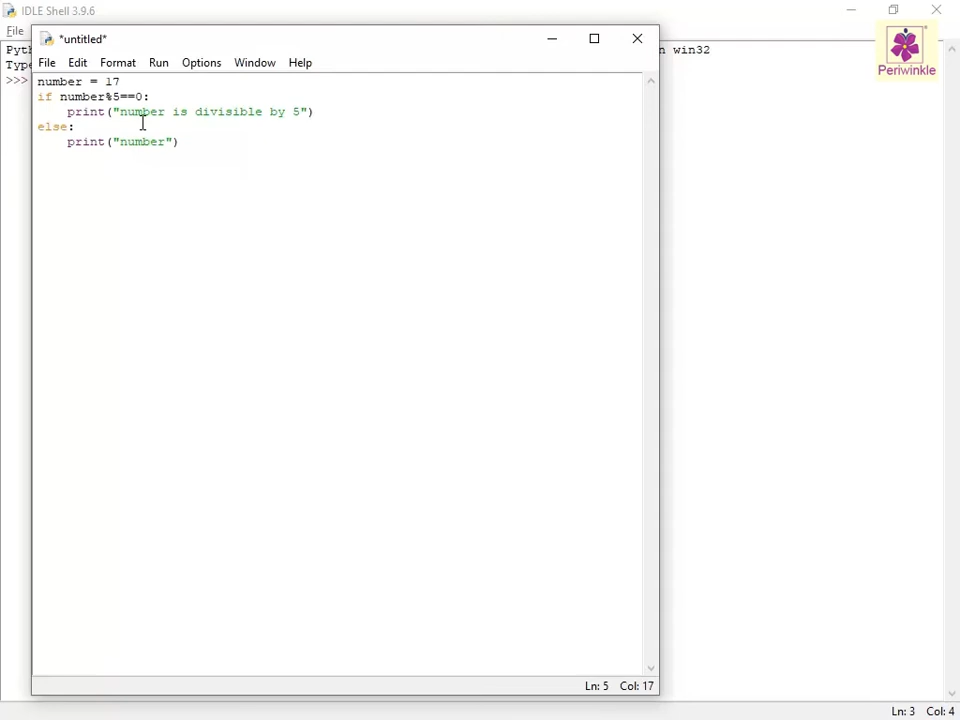 IDLE Shell 3.9.6
File
*untitled*
File Edit Format Run Options Window Help
n win32
Periwinkle
>>>
number = 17
if number%5==0:
print("number is divisible by 5")
else:
print("number")
Ln: 5 Col: 17
Ln: 3 Col: 4